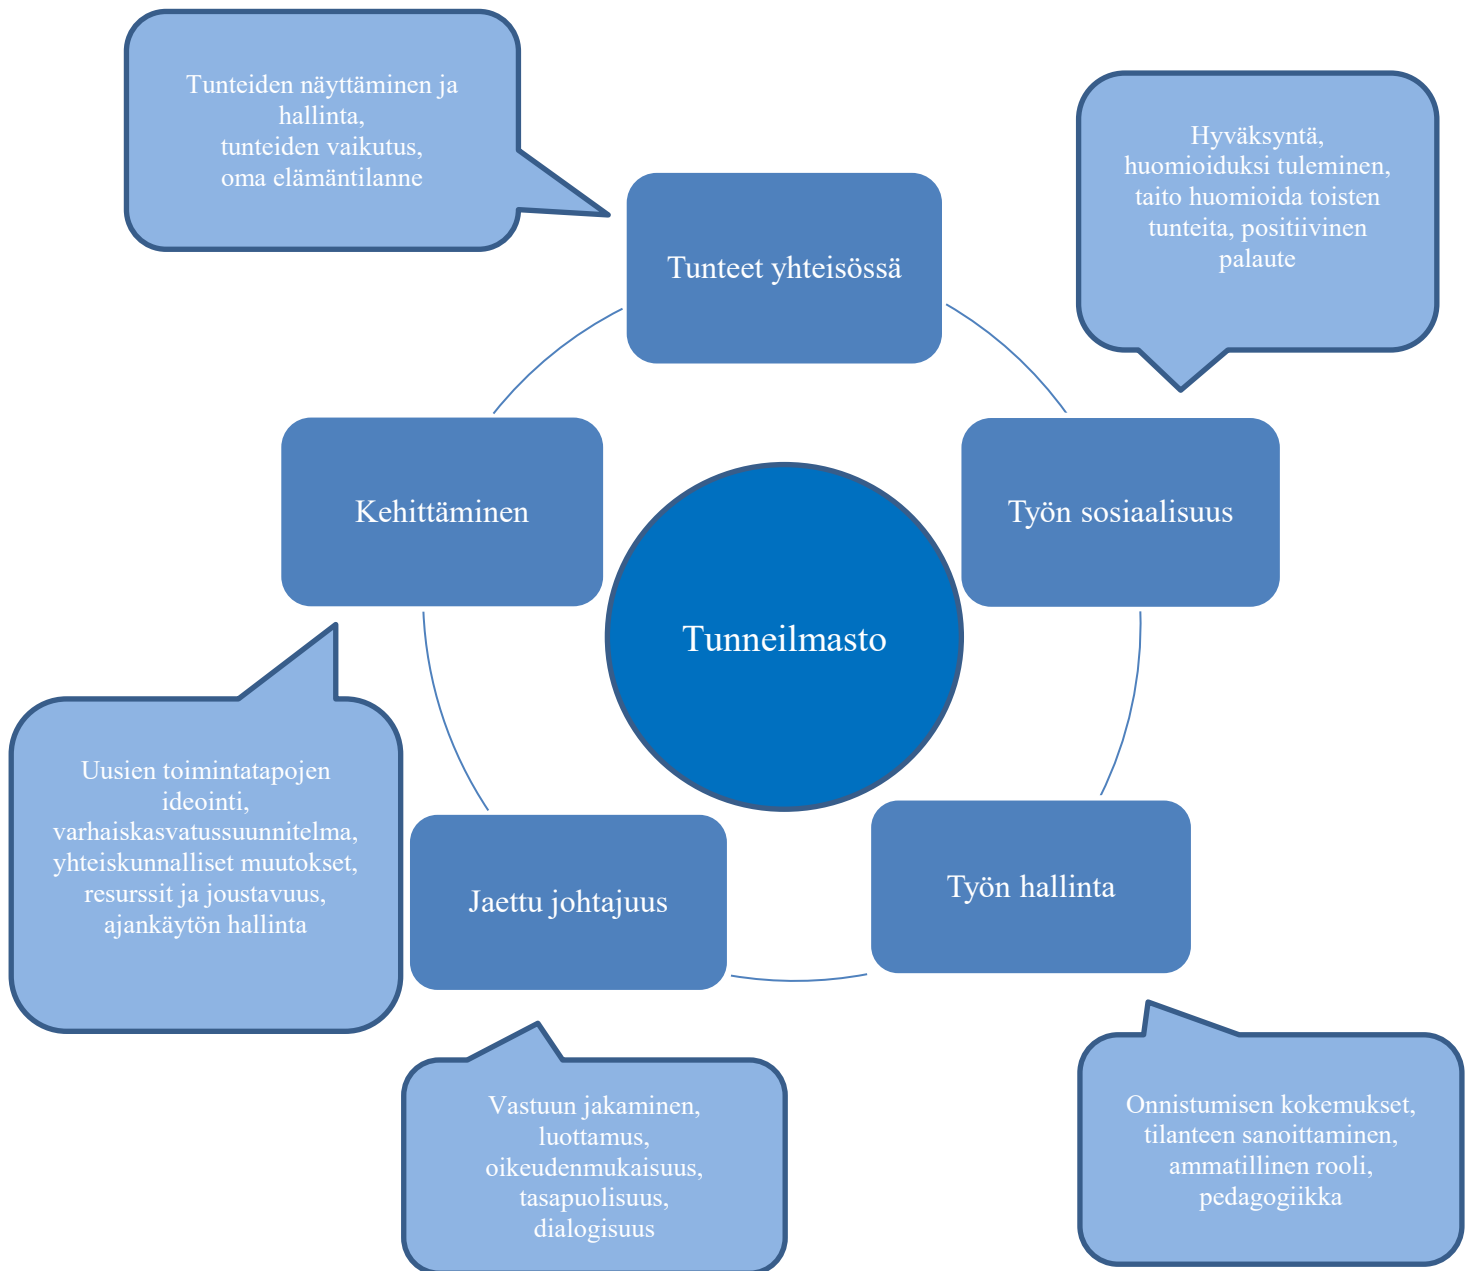 Tunteiden näyttäminen ja
hallinta,
tunteiden vaikutus,
oma elämäntilanne
Hyväksyntä,
huomioiduksi tuleminen,
taito huomioida toisten
tunteita, positiivinen
palaute
Tunteet yhteisössä
Kehittäminen
Työn sosiaalisuus
Tunneilmasto
Uusien toimintatapojen
ideointi,
varhaiskasvatussuunnitelma,
yhteiskunnalliset muutokset,
resurssit ja joustavuus,
ajankäytön hallinta
Jaettu johtajuus
Työn hallinta
Vastuun jakaminen,
luottamus,
oikeudenmukaisuus,
tasapuolisuus,
dialogisuus
Onnistumisen kokemukset,
tilanteen sanoittaminen,
ammatillinen rooli,
pedagogiikka